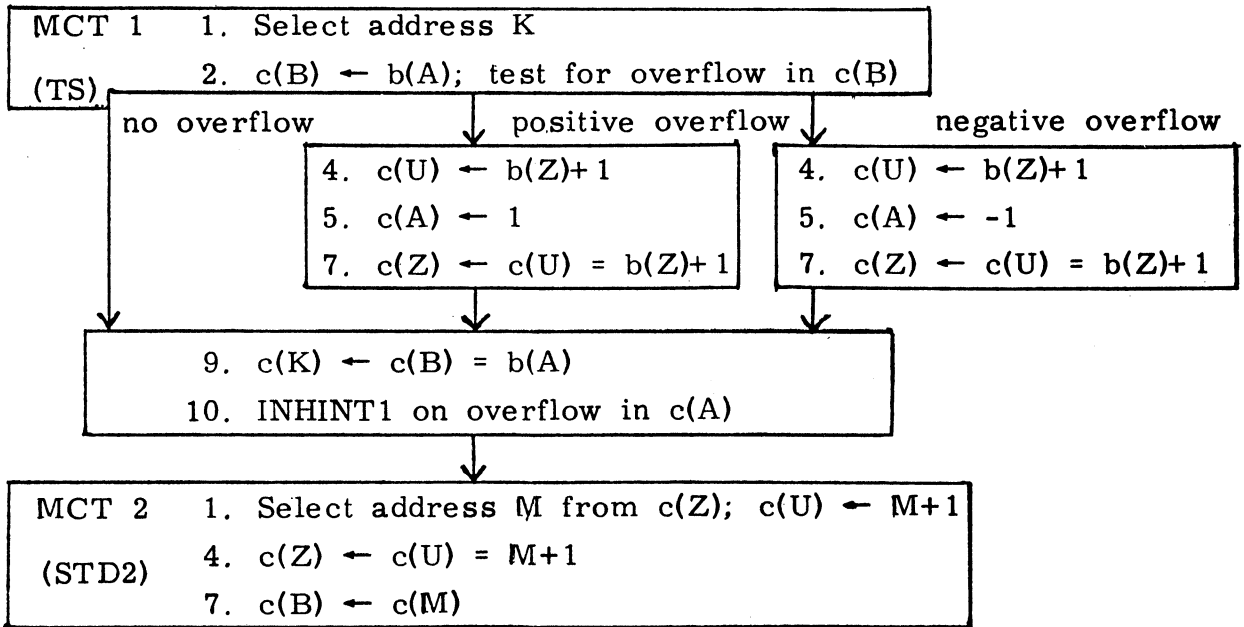 MCT 1 1. Select address K
(TS) 2. c(B) ← b(A); test for overflow in c(B)
no overflow positive overflow negative overflow
4. c(U) ← b(Z)+1 4. c(U) ← b(Z)+1
5. c(A) ← 1 5. c(A) ← -1
7. c(Z) ← c(U) = b(Z)+1 7. c(Z) ← c(U) = b(Z)+1
9. c(K) ← c(B) = b(A)
10. INHINT1 on overflow in c(A)
MCT 2 1. Select address M from c(Z); c(U) ← M+1
(STD2) 4. c(Z) ← c(U) = M+1
7. c(B) ← c(M)